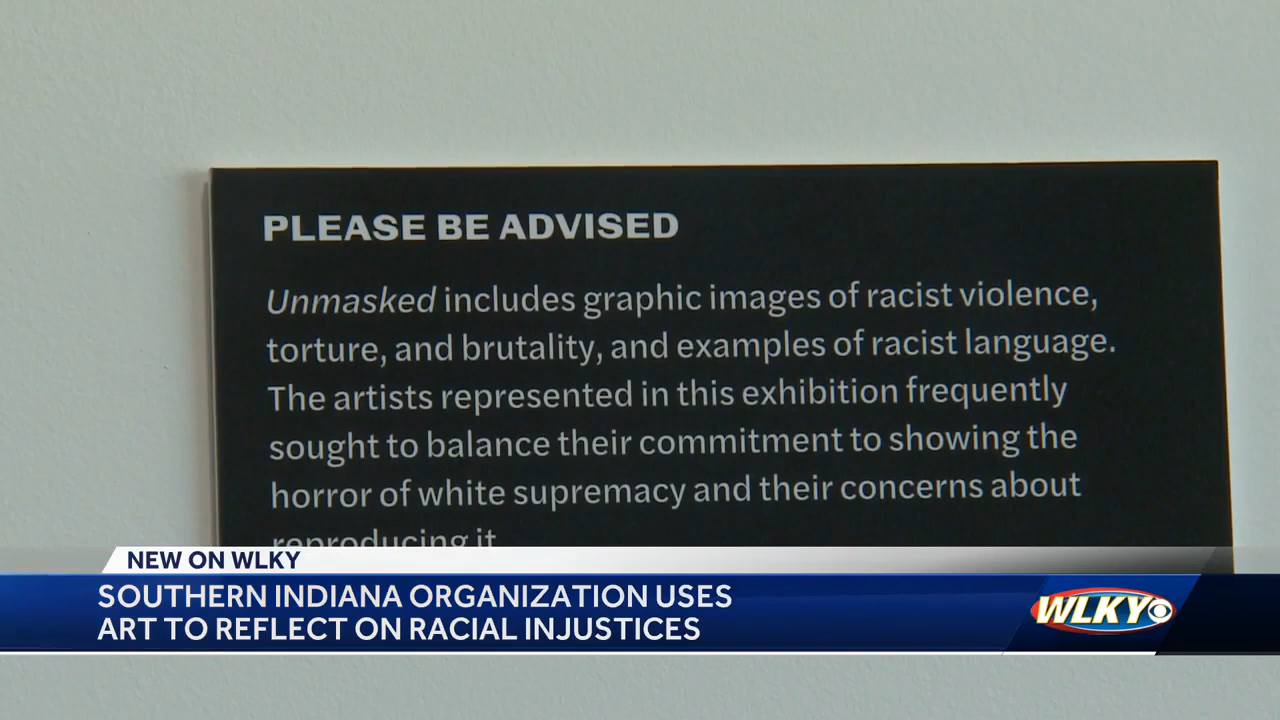 PLEASE BE ADVISED
Unmasked includes graphic images of racist violence,
torture, and brutality, and examples of racist language.
The artists represented in this exhibition frequently
sought to balance their commitment to showing the
horror of white supremacy and their concerns about
reproducing it
NEW ON WLKY
SOUTHERN INDIANA ORGANIZATION USES
ART TO REFLECT ON RACIAL INJUSTICES
WLKY